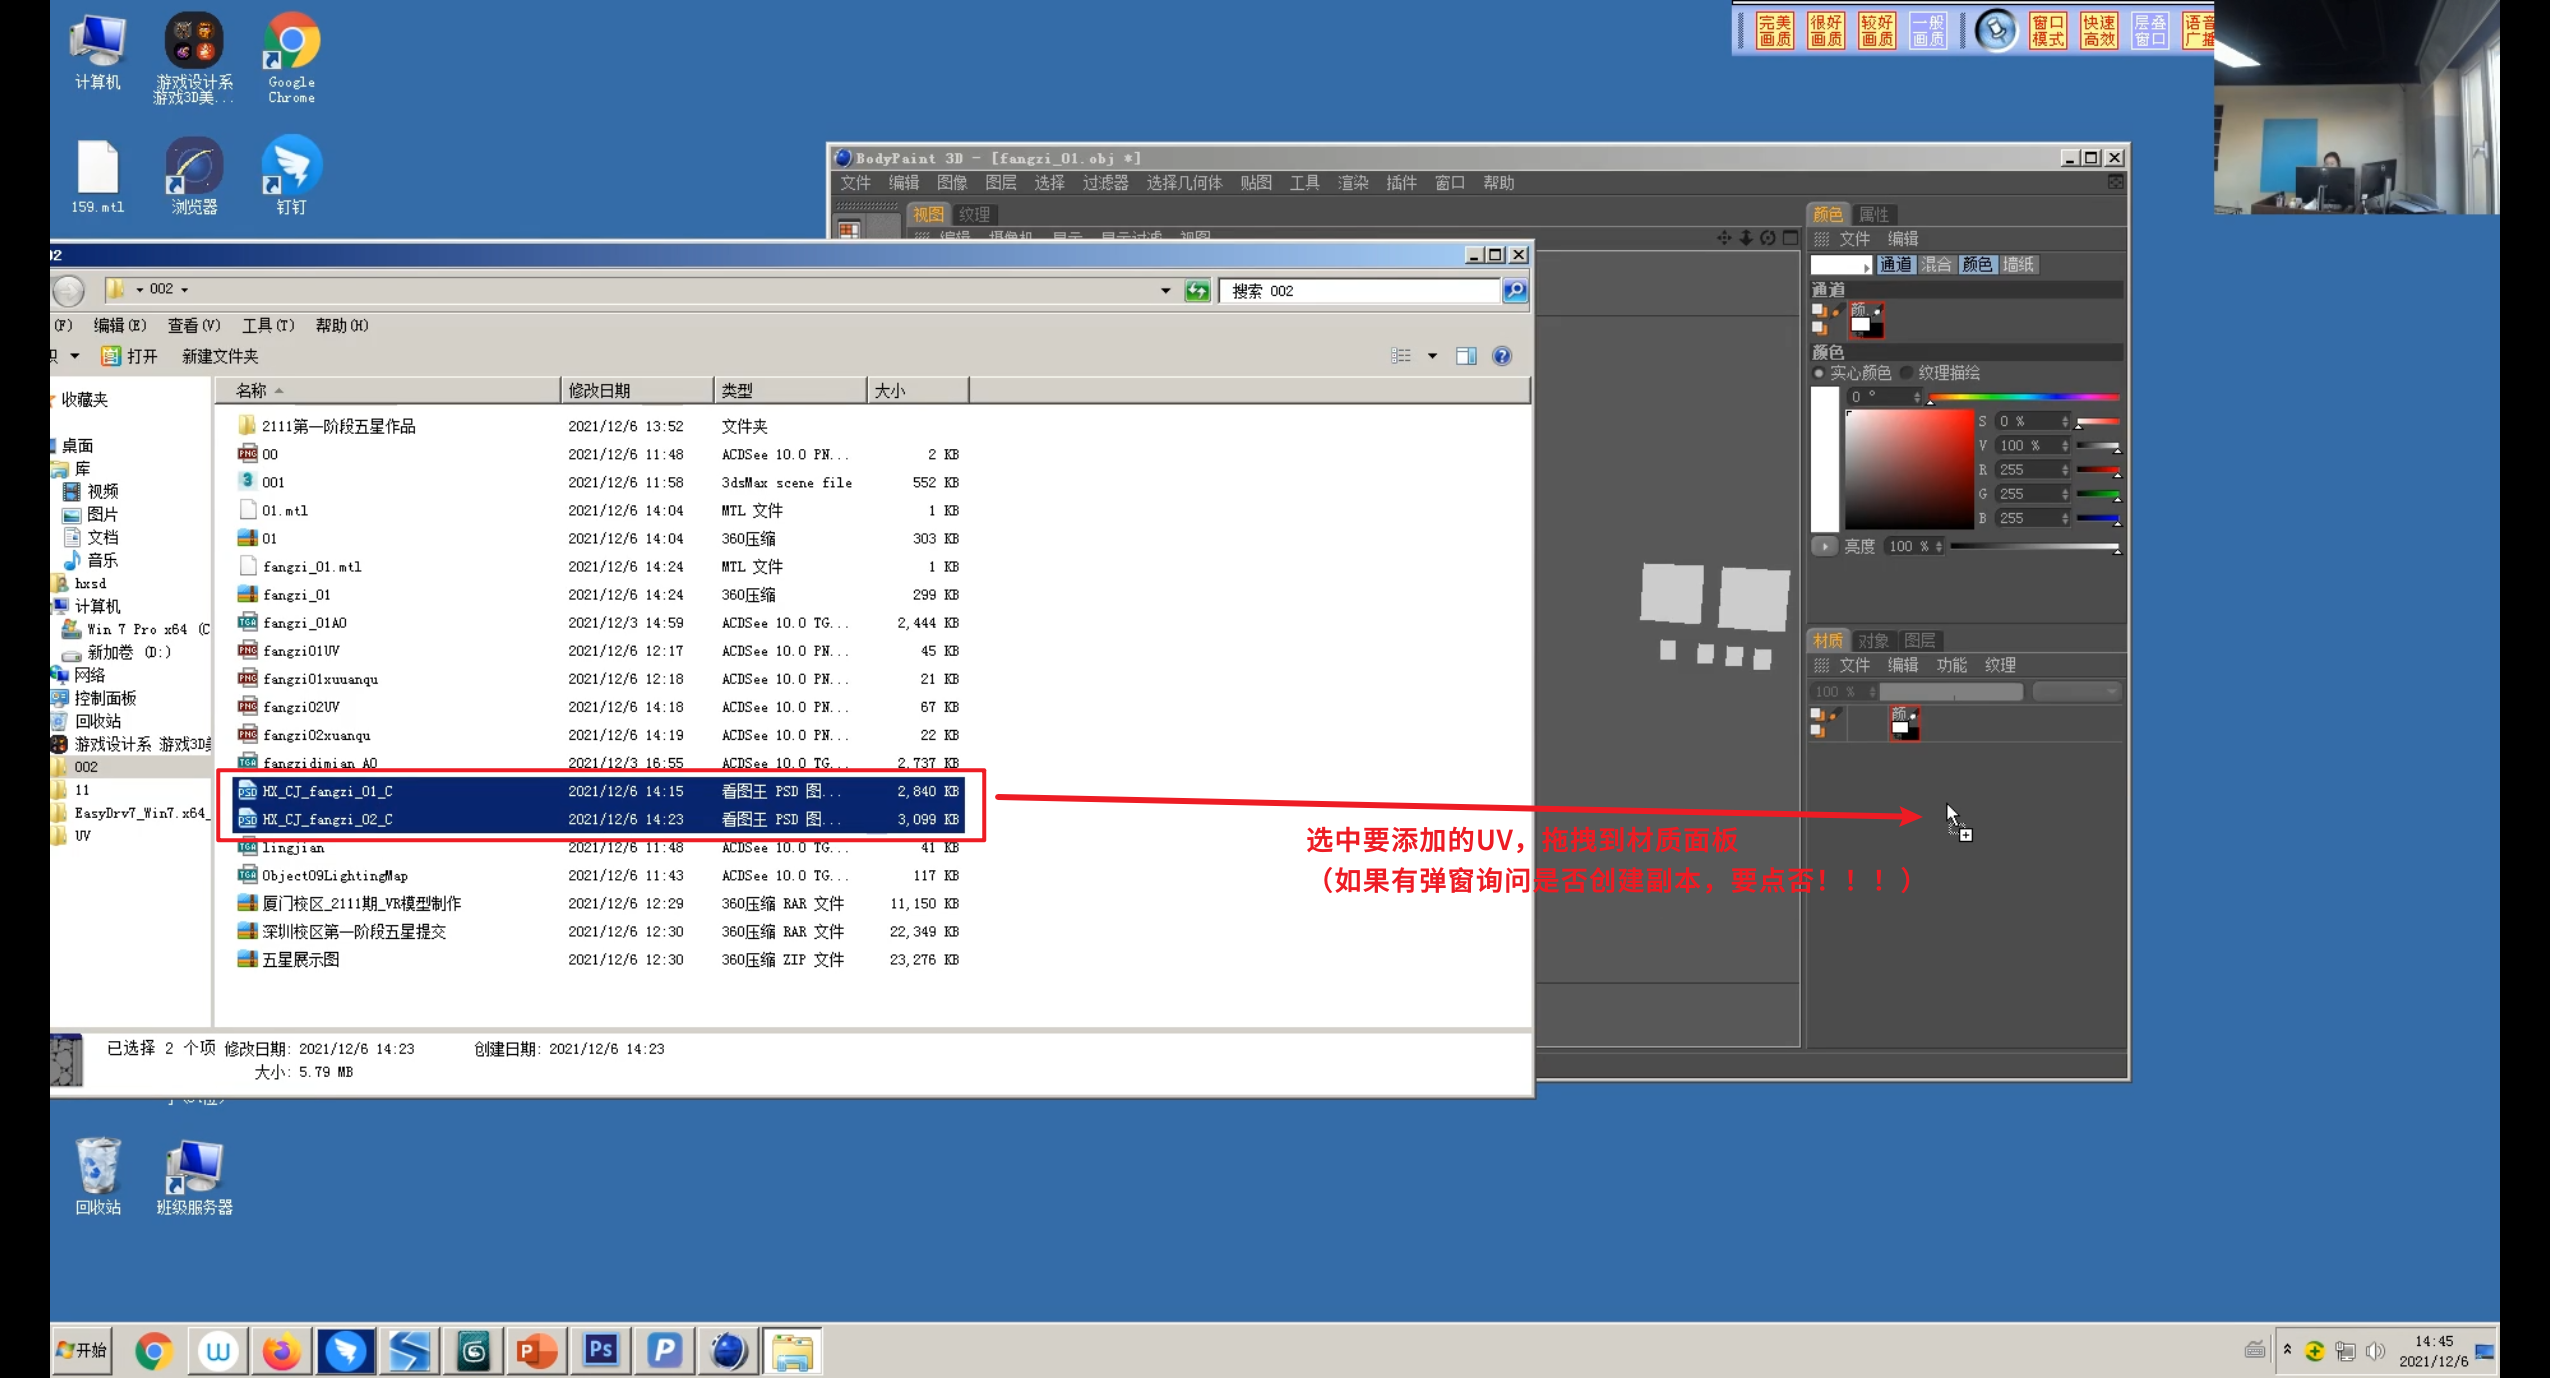 计算机
游戏设计系
游戏3D美...
Google
Chrome
159.mtl
浏览器
钉钉
完美
画质
很好
画质
较好
画质
一般
画质
窗口
模式
快速
高效
层叠
窗口
语音
广播
BodyPaint 3D - [fangzi_01.obj *]
文件 编辑 图像 图层 选择 过滤器 选择几何体 贴图 工具 渲染 插件 窗口 帮助
视图 纹理
编辑 摄像机 显示 显示过滤 视图
颜色 属性
文件 编辑
通道 混合 颜色 墙纸
通道
颜.
颜色
实心颜色 纹理描绘
0 °
S 0 %
V 100 %
R 255
G 255
B 255
亮度 100 %
材质 对象 图层
文件 编辑 功能 纹理
100 %
颜.
02
002
搜索 002
(F) 编辑(E) 查看(V) 工具(T) 帮助(H)
打开 新建文件夹
收藏夹
桌面
库
视频
图片
文档
音乐
hxsd
计算机
Win 7 Pro x64 (C
新加卷 (D:)
网络
控制面板
回收站
游戏设计系 游戏3D美
002
11
EasyDrv7_Win7.x64_
UV
名称 修改日期 类型 大小
2111第一阶段五星作品 2021/12/6 13:52 文件夹
00 2021/12/6 11:48 ACDSee 10.0 PN... 2 KB
001 2021/12/6 11:58 3dsMax scene file 552 KB
01.mtl 2021/12/6 14:04 MTL 文件 1 KB
01 2021/12/6 14:04 360压缩 303 KB
fangzi_01.mtl 2021/12/6 14:24 MTL 文件 1 KB
fangzi_01 2021/12/6 14:24 360压缩 299 KB
fangzi_01AO 2021/12/3 14:59 ACDSee 10.0 TG... 2,444 KB
fangzi01UV 2021/12/6 12:17 ACDSee 10.0 PN... 45 KB
fangzi01xuuanqu 2021/12/6 12:18 ACDSee 10.0 PN... 21 KB
fangzi02UV 2021/12/6 14:18 ACDSee 10.0 PN... 67 KB
fangzi02xuanqu 2021/12/6 14:19 ACDSee 10.0 PN... 22 KB
fangzidimian_AO 2021/12/3 16:55 ACDSee 10.0 TG... 2,737 KB
HX_CJ_fangzi_01_C 2021/12/6 14:15 看图王 PSD 图... 2,840 KB
HX_CJ_fangzi_02_C 2021/12/6 14:23 看图王 PSD 图... 3,099 KB
lingjian 2021/12/6 11:48 ACDSee 10.0 TG... 41 KB
Object09LightingMap 2021/12/6 11:43 ACDSee 10.0 TG... 117 KB
厦门校区_2111期_VR模型制作 2021/12/6 12:29 360压缩 RAR 文件 11,150 KB
深圳校区第一阶段五星提交 2021/12/6 12:30 360压缩 RAR 文件 22,349 KB
五星展示图 2021/12/6 12:30 360压缩 ZIP 文件 23,276 KB
选中要添加的UV，拖拽到材质面板
（如果有弹窗询问是否创建副本，要点否！！！）
已选择 2 个项 修改日期: 2021/12/6 14:23 创建日期: 2021/12/6 14:23
大小: 5.79 MB
回收站
班级服务器
开始
14:45
2021/12/6